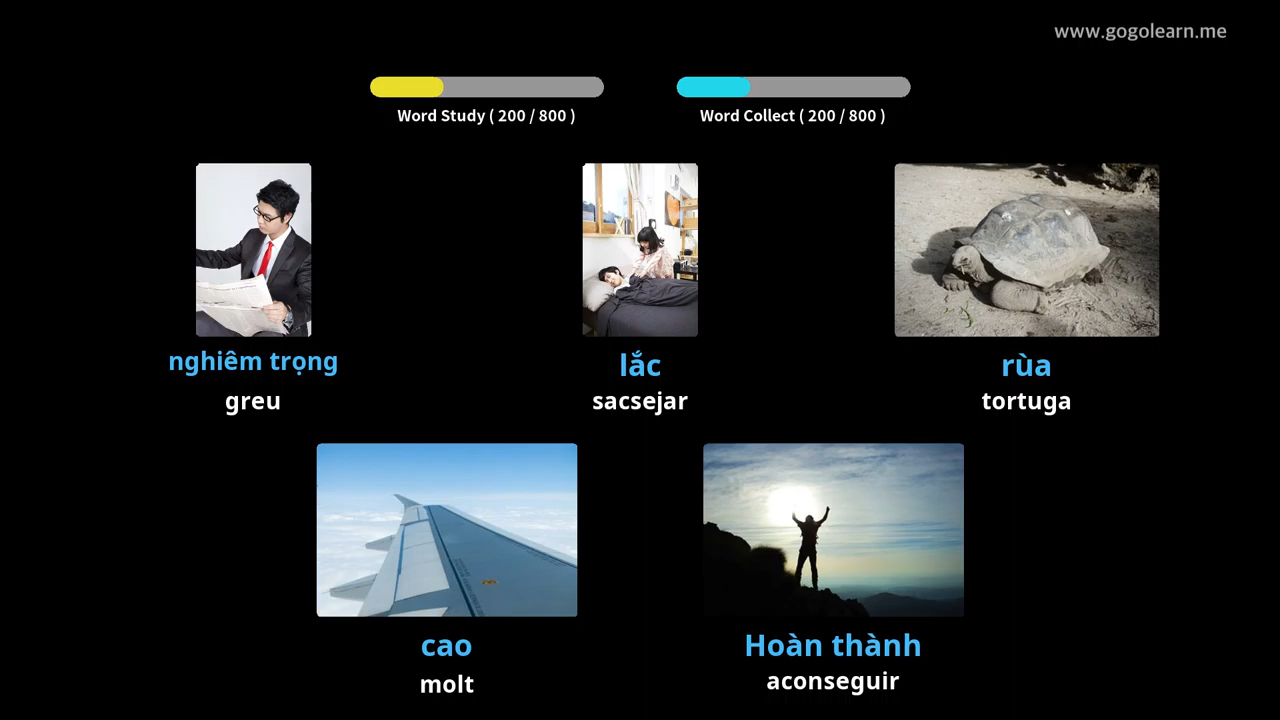 www.gogolearn.me
Word Study ( 200 / 800 )
Word Collect ( 200 / 800 )
nghiêm trọng
greu
lắc
sacsejar
rùa
tortuga
cao
molt
Hoàn thành
aconseguir